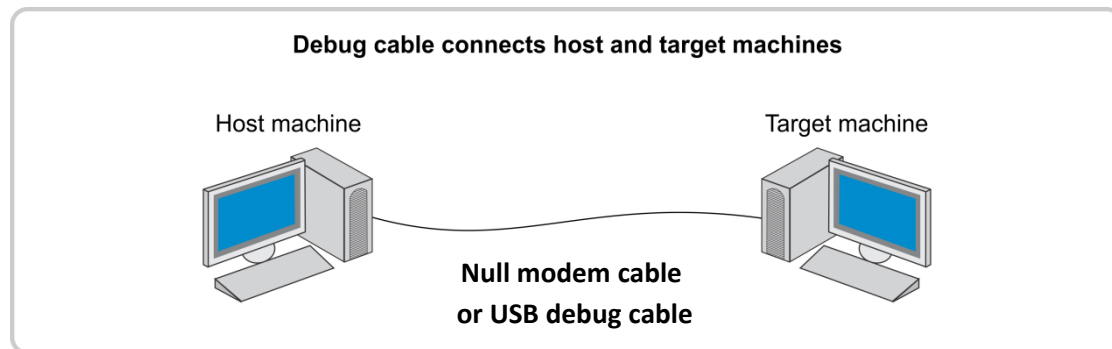 Debug cable connects host and target machines
Host machine
Target machine
Null modem cable
or USB debug cable